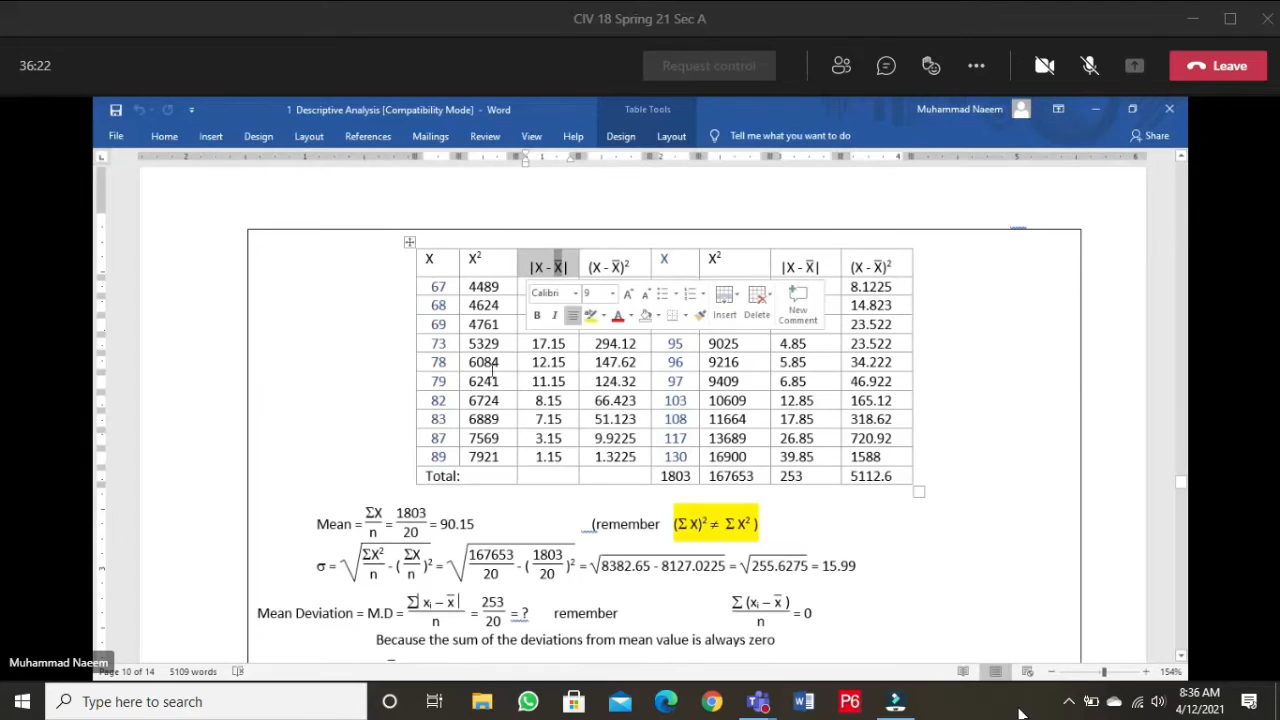 CIV 18 Spring 21 Sec A
36:22 Request control Leave
1 Descriptive Analysis [Compatibility Mode] - Word Table Tools Muhammad Naeem
File Home Insert Design Layout References Mailings Review View Help Design Layout Tell me what you want to do Share
2 1 1 2 3 4 5 6
X X² |X - X̅| (X - X̅)² X X² |X - X̅| (X - X̅)²
67 4489 8.1225
68 4624 14.823
69 4761 23.522
Calibri 9 A A
B I A Insert Delete New Comment
73 5329 17.15 294.12 95 9025 4.85 23.522
78 6084 12.15 147.62 96 9216 5.85 34.222
79 6241 11.15 124.32 97 9409 6.85 46.922
82 6724 8.15 66.423 103 10609 12.85 165.12
83 6889 7.15 51.123 108 11664 17.85 318.62
87 7569 3.15 9.9225 117 13689 26.85 720.92
89 7921 1.15 1.3225 130 16900 39.85 1588
Total: 1803 167653 253 5112.6
Mean = ΣX/n = 1803/20 = 90.15 (remember (Σ X)² ≠ Σ X² )
σ = √ΣX²/n - (ΣX/n)² = √167653/20 - (1803/20)² = √8382.65 - 8127.0225 = √255.6275 = 15.99
Mean Deviation = M.D = Σ| xᵢ – x̅ |/n = 253/20 = ? remember Σ (xᵢ – x̅ )/n = 0
Because the sum of the deviations from mean value is always zero
Muhammad Naeem
Page 10 of 14 5109 words 154%
Type here to search P6 8:36 AM
4/12/2021